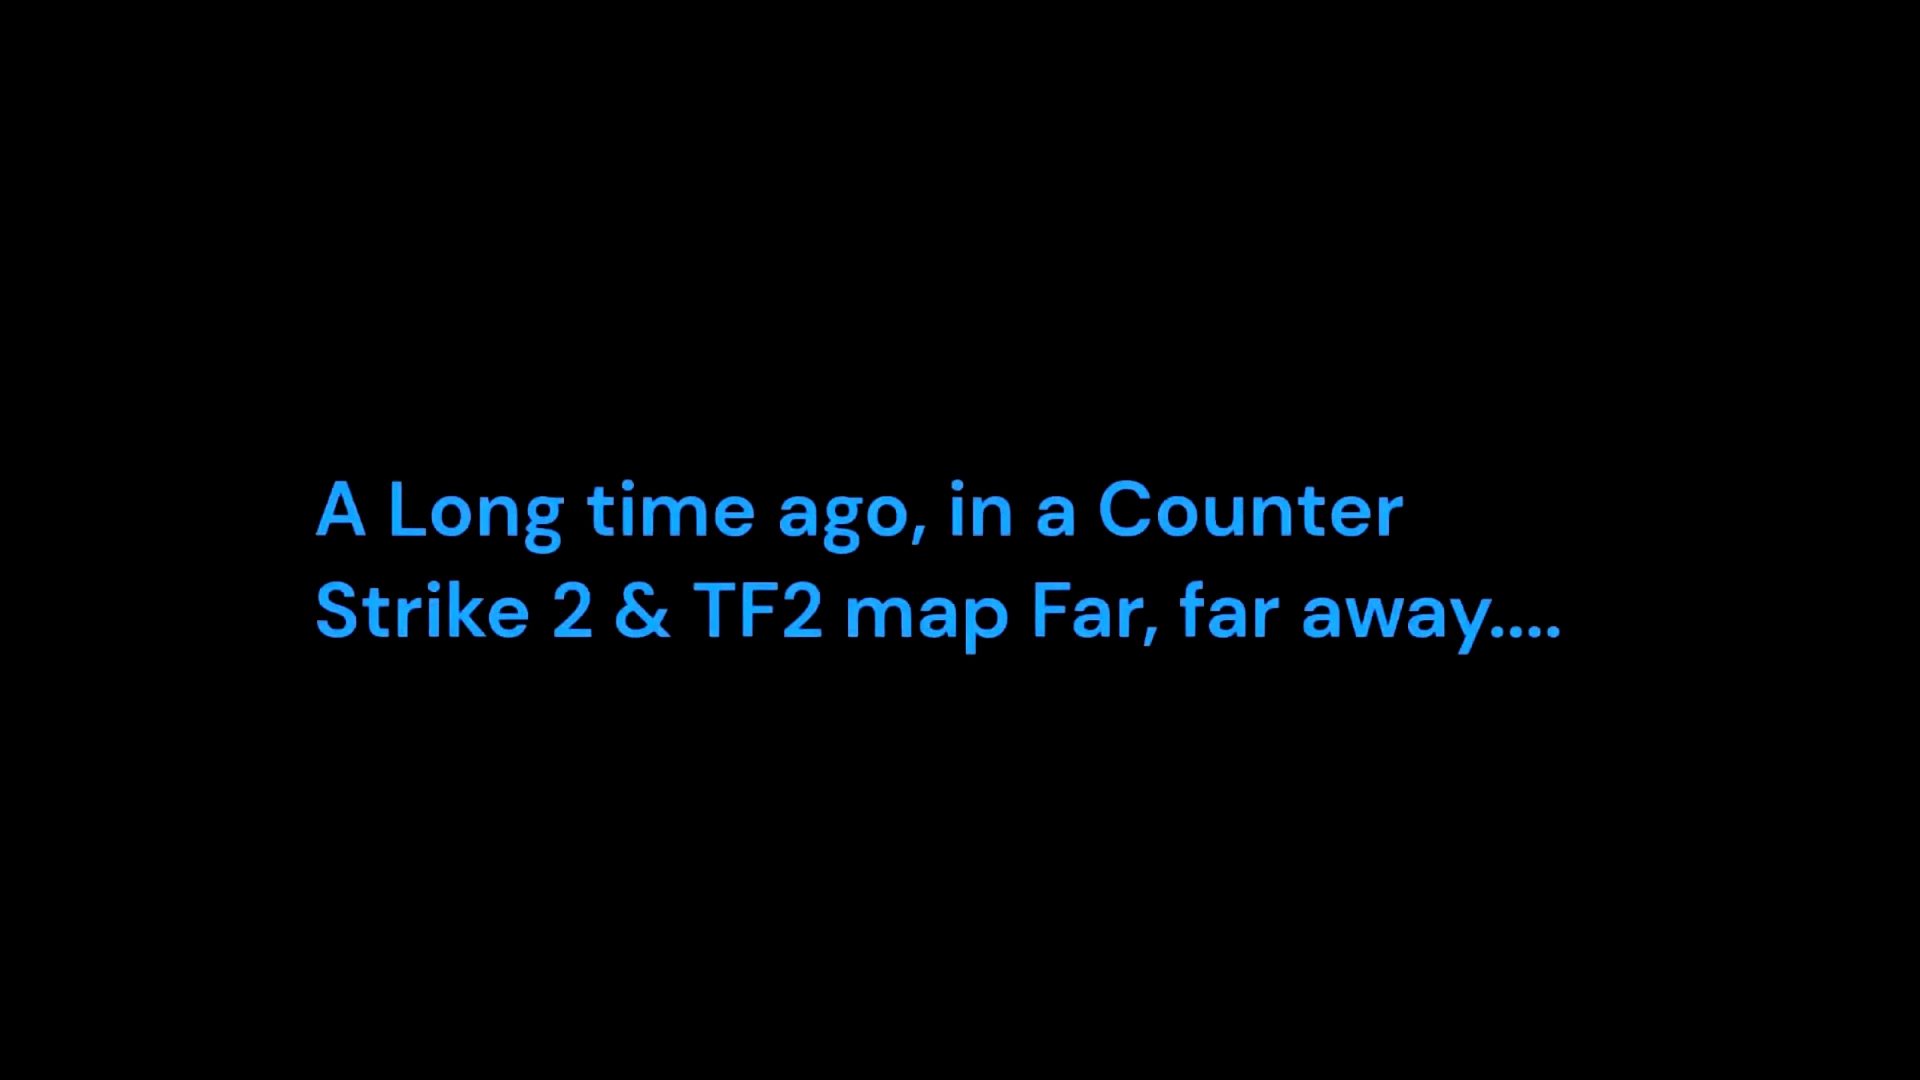 A Long time ago, in a Counter
Strike 2 & TF2 map Far, far away....